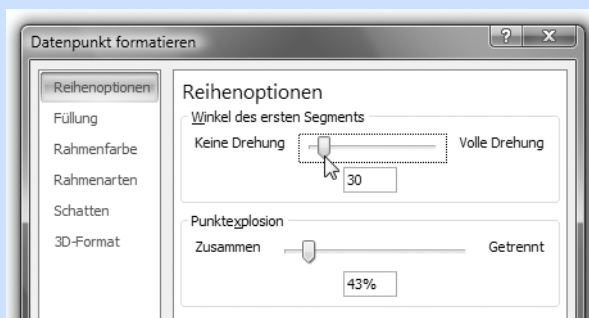 Datenpunkt formatieren
? X
Reihenoptionen
Füllung
Rahmenfarbe
Rahmenarten
Schatten
3D-Format
Reihenoptionen
Winkel des ersten Segments
Keine Drehung Volle Drehung
30
Punktexplosion
Zusammen Getrennt
43%